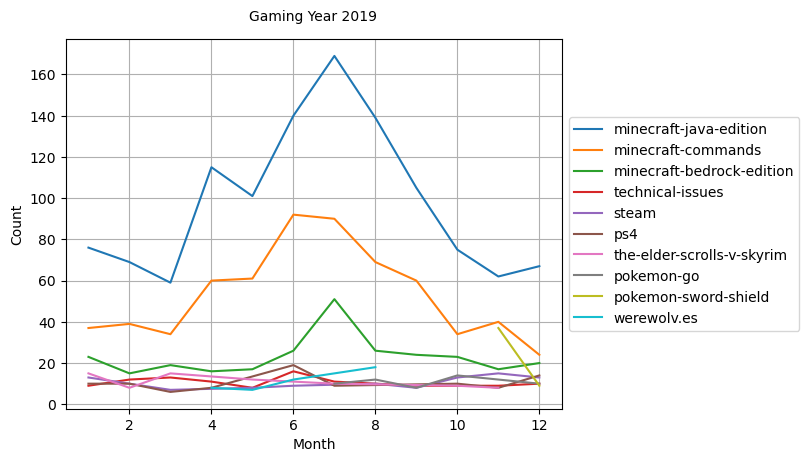 Gaming Year 2019
160
140
120
100
80
60
40
20
0
Count
2 4 6 8 10 12
Month
minecraft-java-edition
minecraft-commands
minecraft-bedrock-edition
technical-issues
steam
ps4
the-elder-scrolls-v-skyrim
pokemon-go
pokemon-sword-shield
werewolv.es